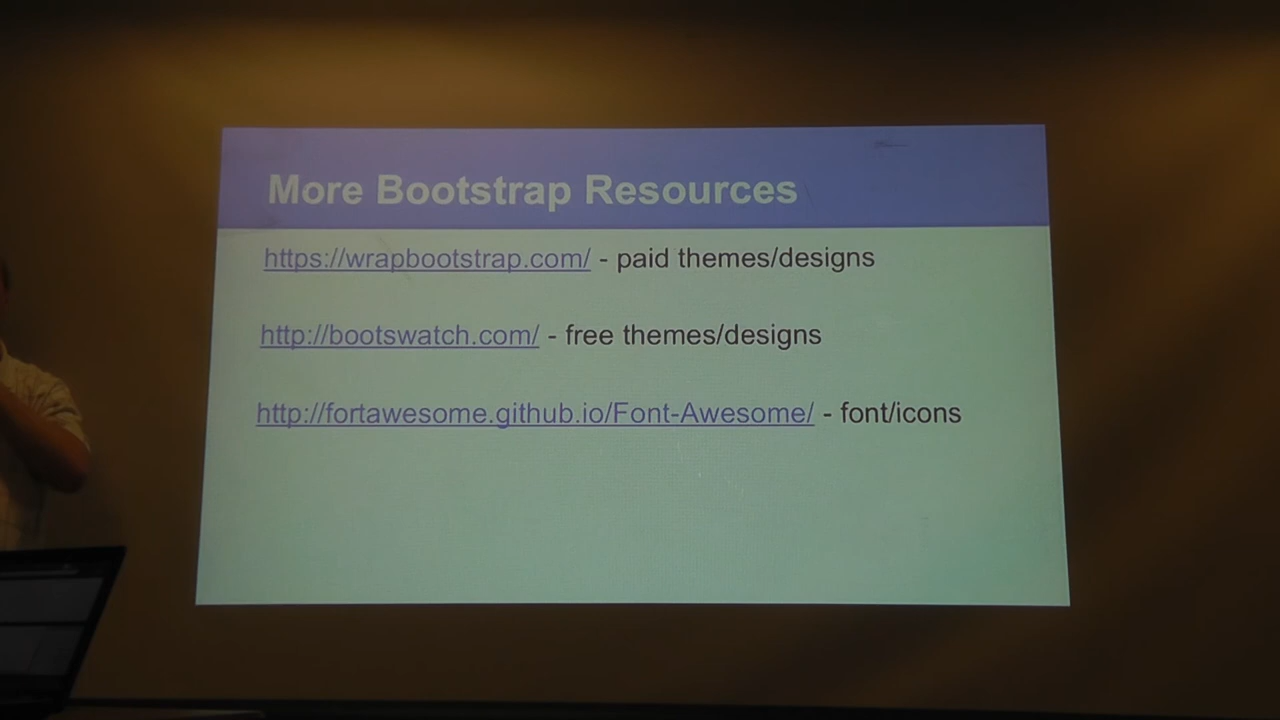 More Bootstrap Resources
https://wrapbootstrap.com/ - paid themes/designs
http://bootswatch.com/ - free themes/designs
http://fortawesome.github.io/Font-Awesome/ - font/icons